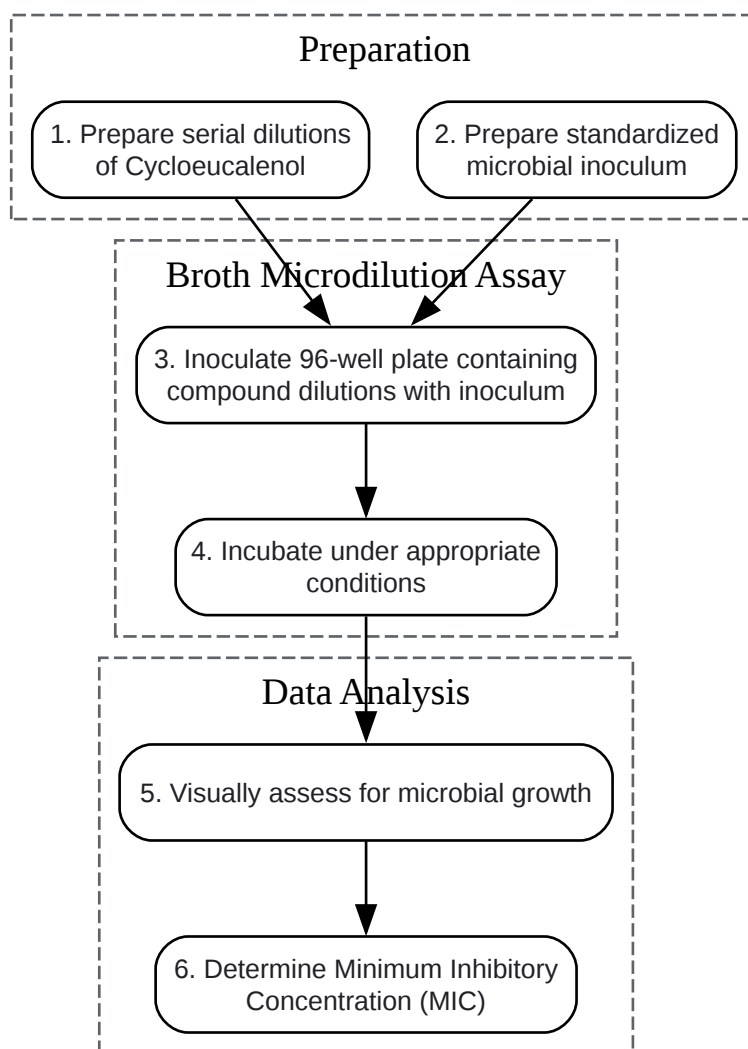 Preparation
1. Prepare serial dilutions
of Cycloeucalenol
2. Prepare standardized
microbial inoculum
Broth Microdilution Assay
3. Inoculate 96-well plate containing
compound dilutions with inoculum
4. Incubate under appropriate
conditions
Data Analysis
5. Visually assess for microbial growth
6. Determine Minimum Inhibitory
Concentration (MIC)